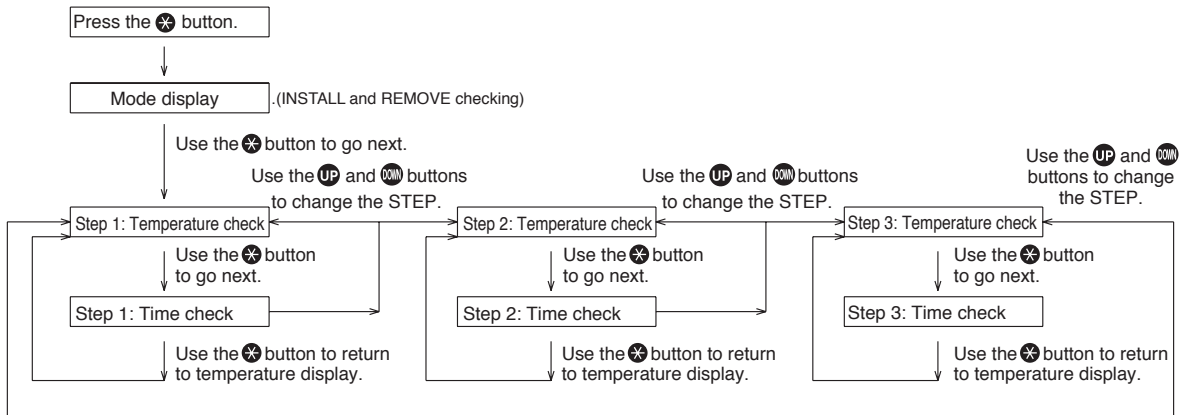 Press the ⊛ button.
Mode display
.(INSTALL and REMOVE checking)
Use the ⊛ button to go next.
Use the UP and DOWN buttons
to change the STEP.
Use the UP and DOWN buttons
to change the STEP.
Use the UP and DOWN
buttons to change
the STEP.
Step 1: Temperature check
Step 2: Temperature check
Step 3: Temperature check
Use the ⊛ button
to go next.
Use the ⊛ button
to go next.
Use the ⊛ button
to go next.
Step 1: Time check
Step 2: Time check
Step 3: Time check
Use the ⊛ button to return
to temperature display.
Use the ⊛ button to return
to temperature display.
Use the ⊛ button to return
to temperature display.